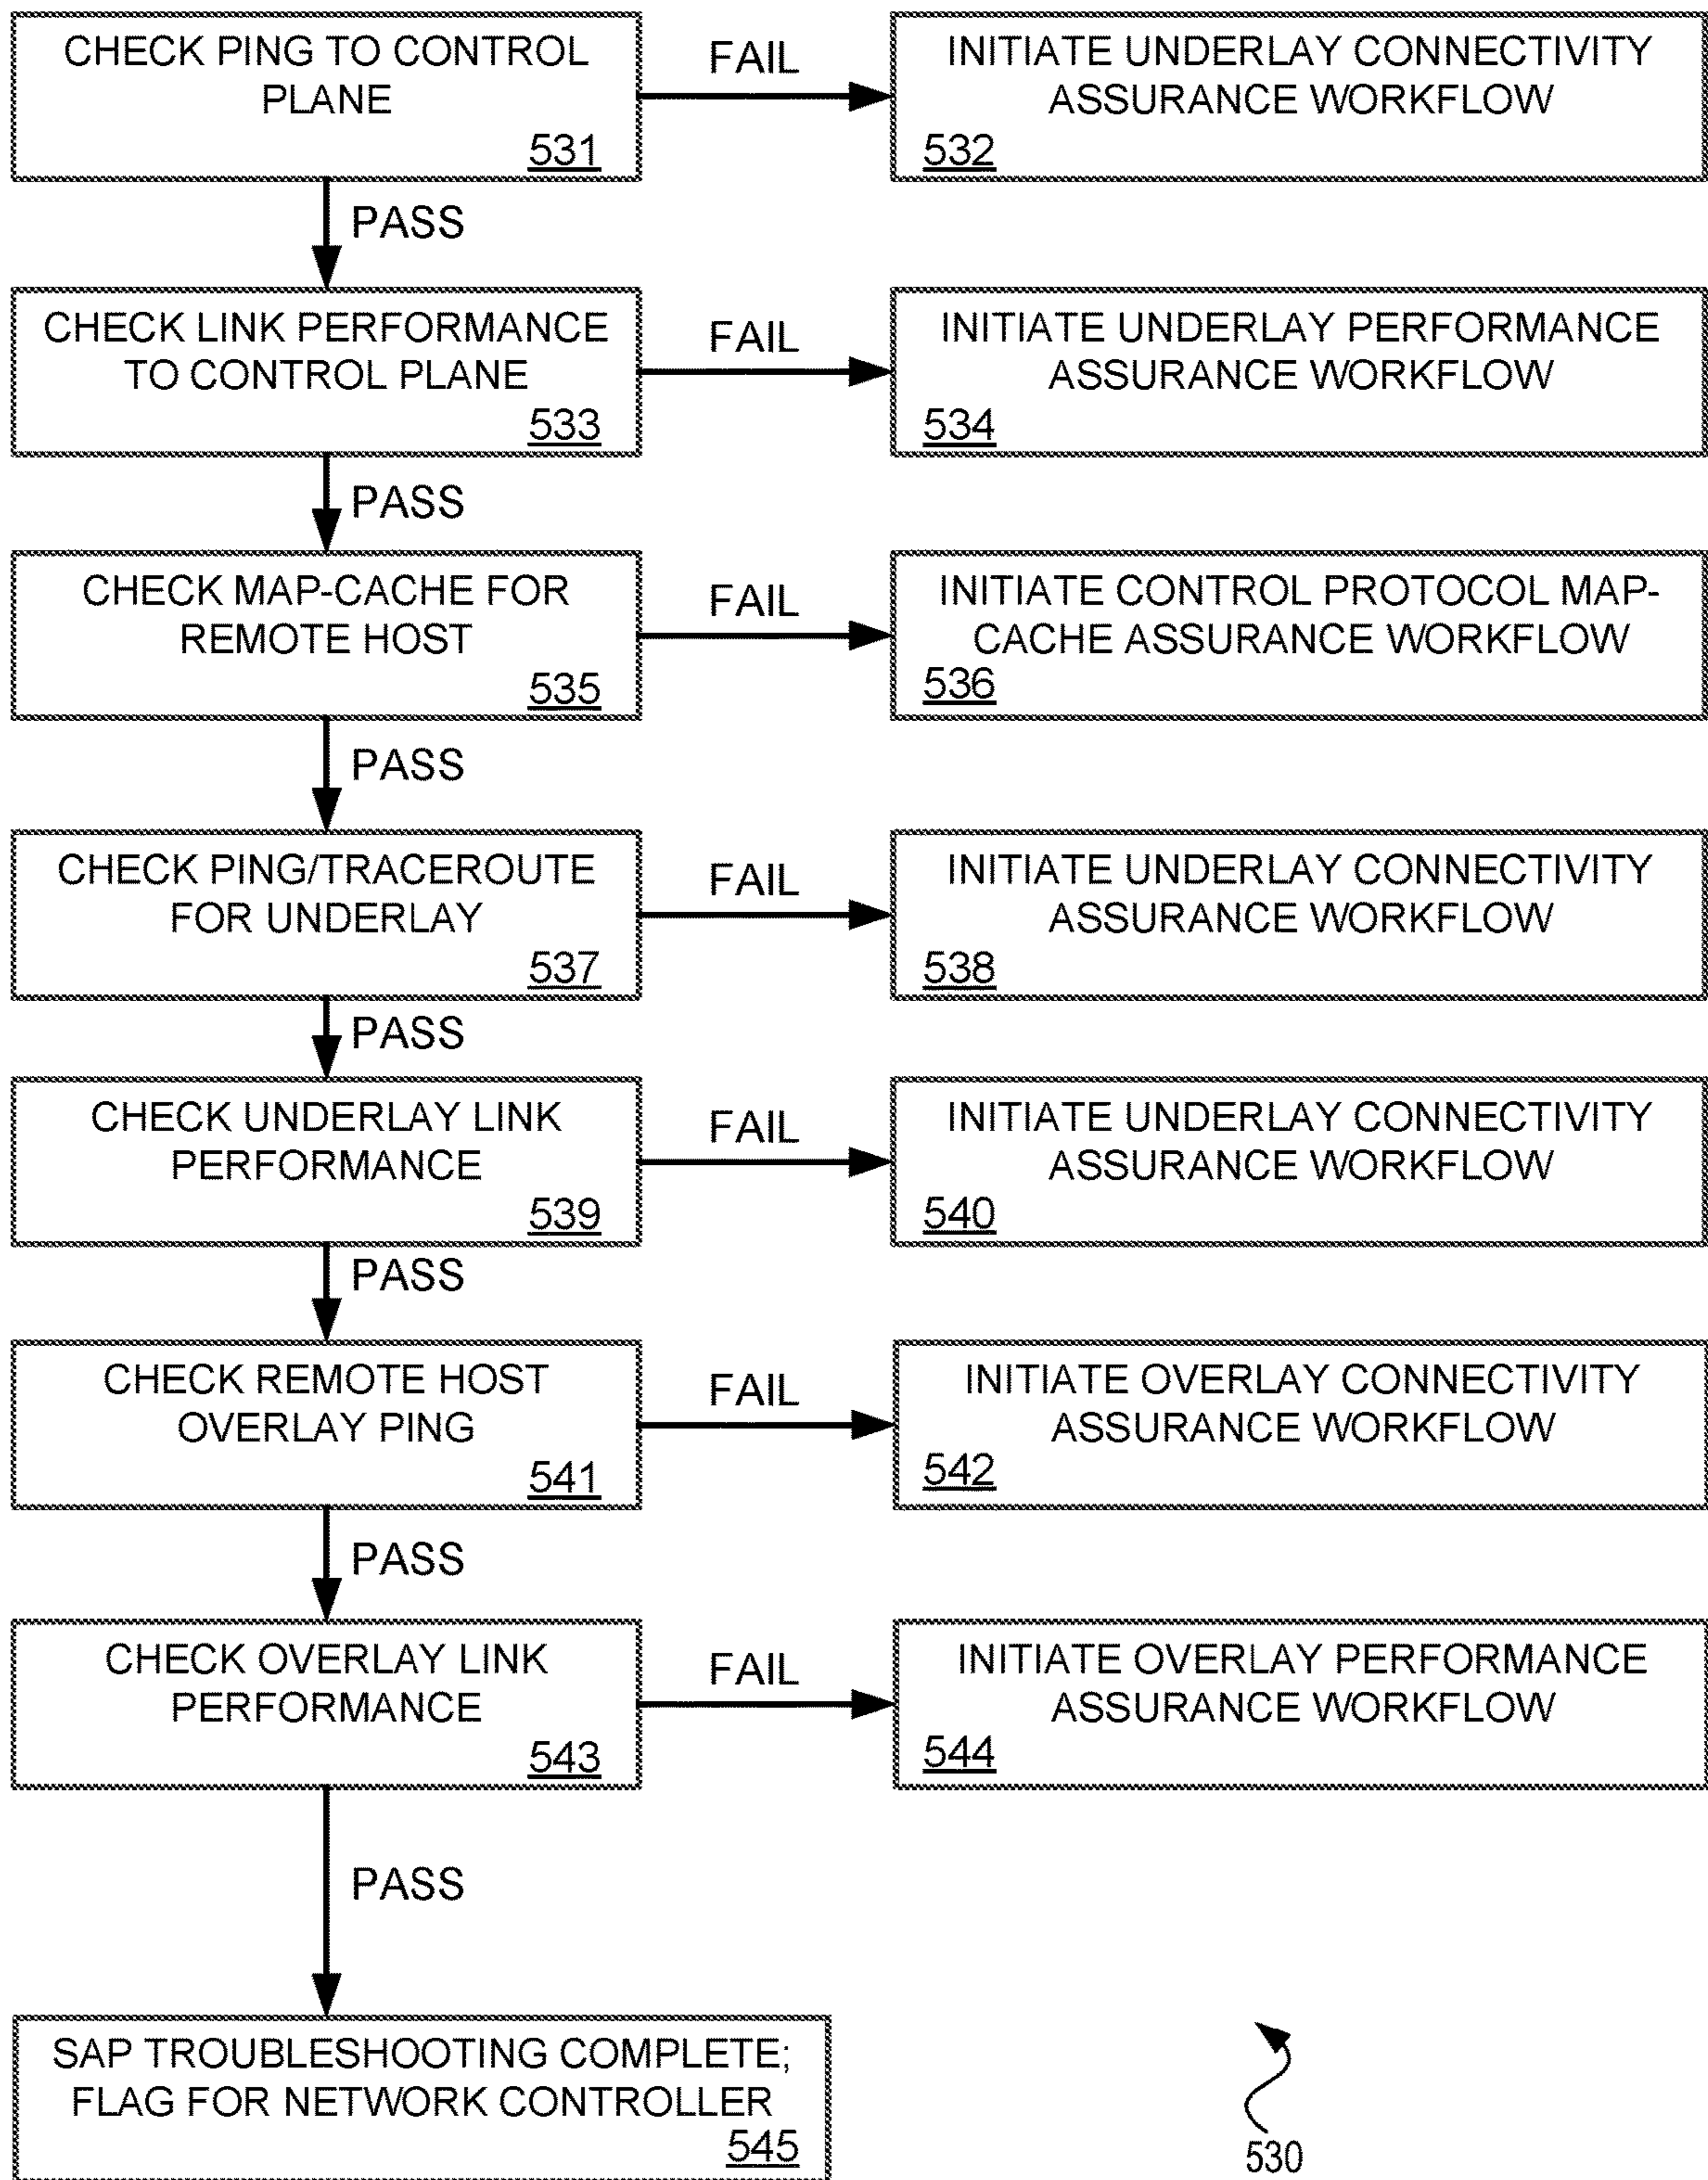 CHECK PING TO CONTROL
PLANE
531
FAIL
INITIATE UNDERLAY CONNECTIVITY
ASSURANCE WORKFLOW
532
PASS
CHECK LINK PERFORMANCE
TO CONTROL PLANE
533
FAIL
INITIATE UNDERLAY PERFORMANCE
ASSURANCE WORKFLOW
534
PASS
CHECK MAP-CACHE FOR
REMOTE HOST
535
FAIL
INITIATE CONTROL PROTOCOL MAP-
CACHE ASSURANCE WORKFLOW
536
PASS
CHECK PING/TRACEROUTE
FOR UNDERLAY
537
FAIL
INITIATE UNDERLAY CONNECTIVITY
ASSURANCE WORKFLOW
538
PASS
CHECK UNDERLAY LINK
PERFORMANCE
539
FAIL
INITIATE UNDERLAY CONNECTIVITY
ASSURANCE WORKFLOW
540
PASS
CHECK REMOTE HOST
OVERLAY PING
541
FAIL
INITIATE OVERLAY CONNECTIVITY
ASSURANCE WORKFLOW
542
PASS
CHECK OVERLAY LINK
PERFORMANCE
543
FAIL
INITIATE OVERLAY PERFORMANCE
ASSURANCE WORKFLOW
544
PASS
SAP TROUBLESHOOTING COMPLETE;
FLAG FOR NETWORK CONTROLLER
545
530